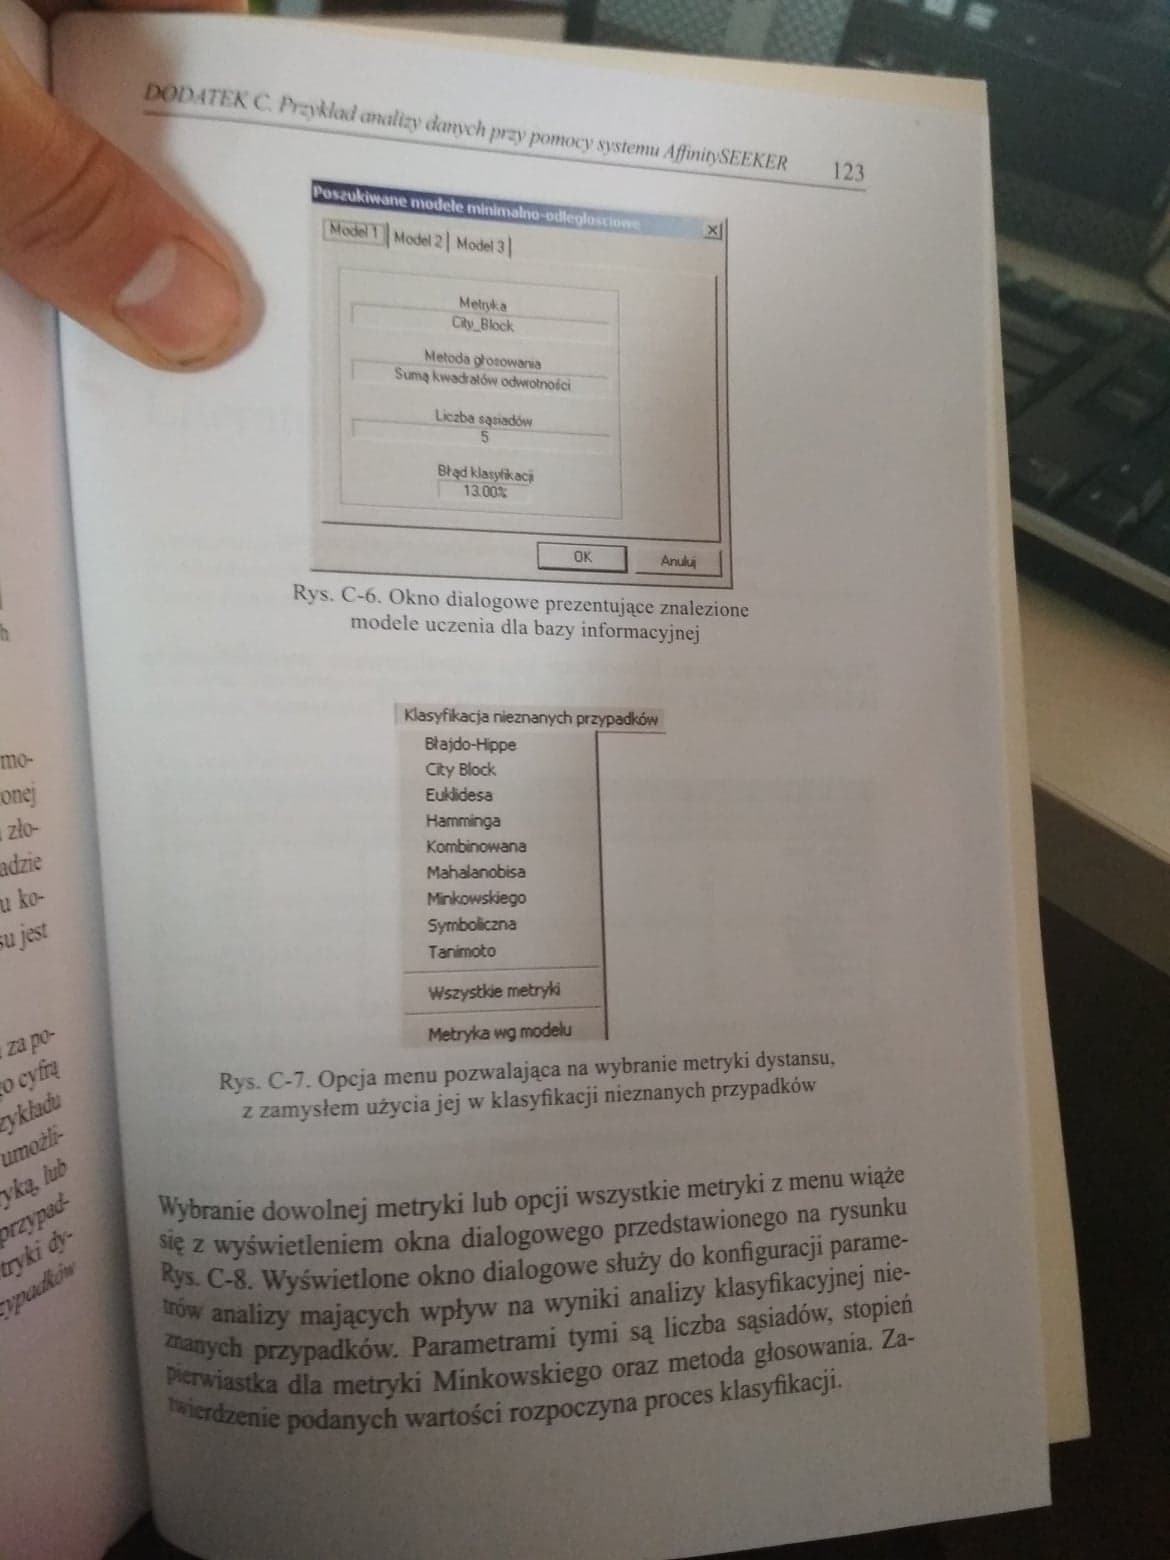 DODATEK C. Przykład analizy danych przy pomocy systemu AffinitySEEKER 123
Poszukiwane modele minimalno-odległościowe
Model 1 Model 2 Model 3
Metryka
City_Block
Metoda głosowania
Sumą kwadratów odwrotności
Liczba sąsiadów
5
Błąd klasyfikacji
13.00%
OK Anuluj
Rys. C-6. Okno dialogowe prezentujące znalezione
modele uczenia dla bazy informacyjnej
Klasyfikacja nieznanych przypadków
Błajdo-Hippe
City Block
Euklidesa
Hamminga
Kombinowana
Mahalanobisa
Minkowskiego
Symboliczna
Tanimoto
Wszystkie metryki
Metryka wg modelu
Rys. C-7. Opcja menu pozwalająca na wybranie metryki dystansu,
z zamysłem użycia jej w klasyfikacji nieznanych przypadków
Wybranie dowolnej metryki lub opcji wszystkie metryki z menu wiąże
się z wyświetleniem okna dialogowego przedstawionego na rysunku
Rys. C-8. Wyświetlone okno dialogowe służy do konfiguracji parame-
trów analizy mających wpływ na wyniki analizy klasyfikacyjnej nie-
znanych przypadków. Parametrami tymi są liczba sąsiadów, stopień
pierwiastka dla metryki Minkowskiego oraz metoda głosowania. Za-
twierdzenie podanych wartości rozpoczyna proces klasyfikacji.
h
mo-
onej
zło-
adzie
u ko-
su jest
za po-
o cyfrą
zykładu
umożli-
yką, lub
przypad-
tryki dy-
zypadków